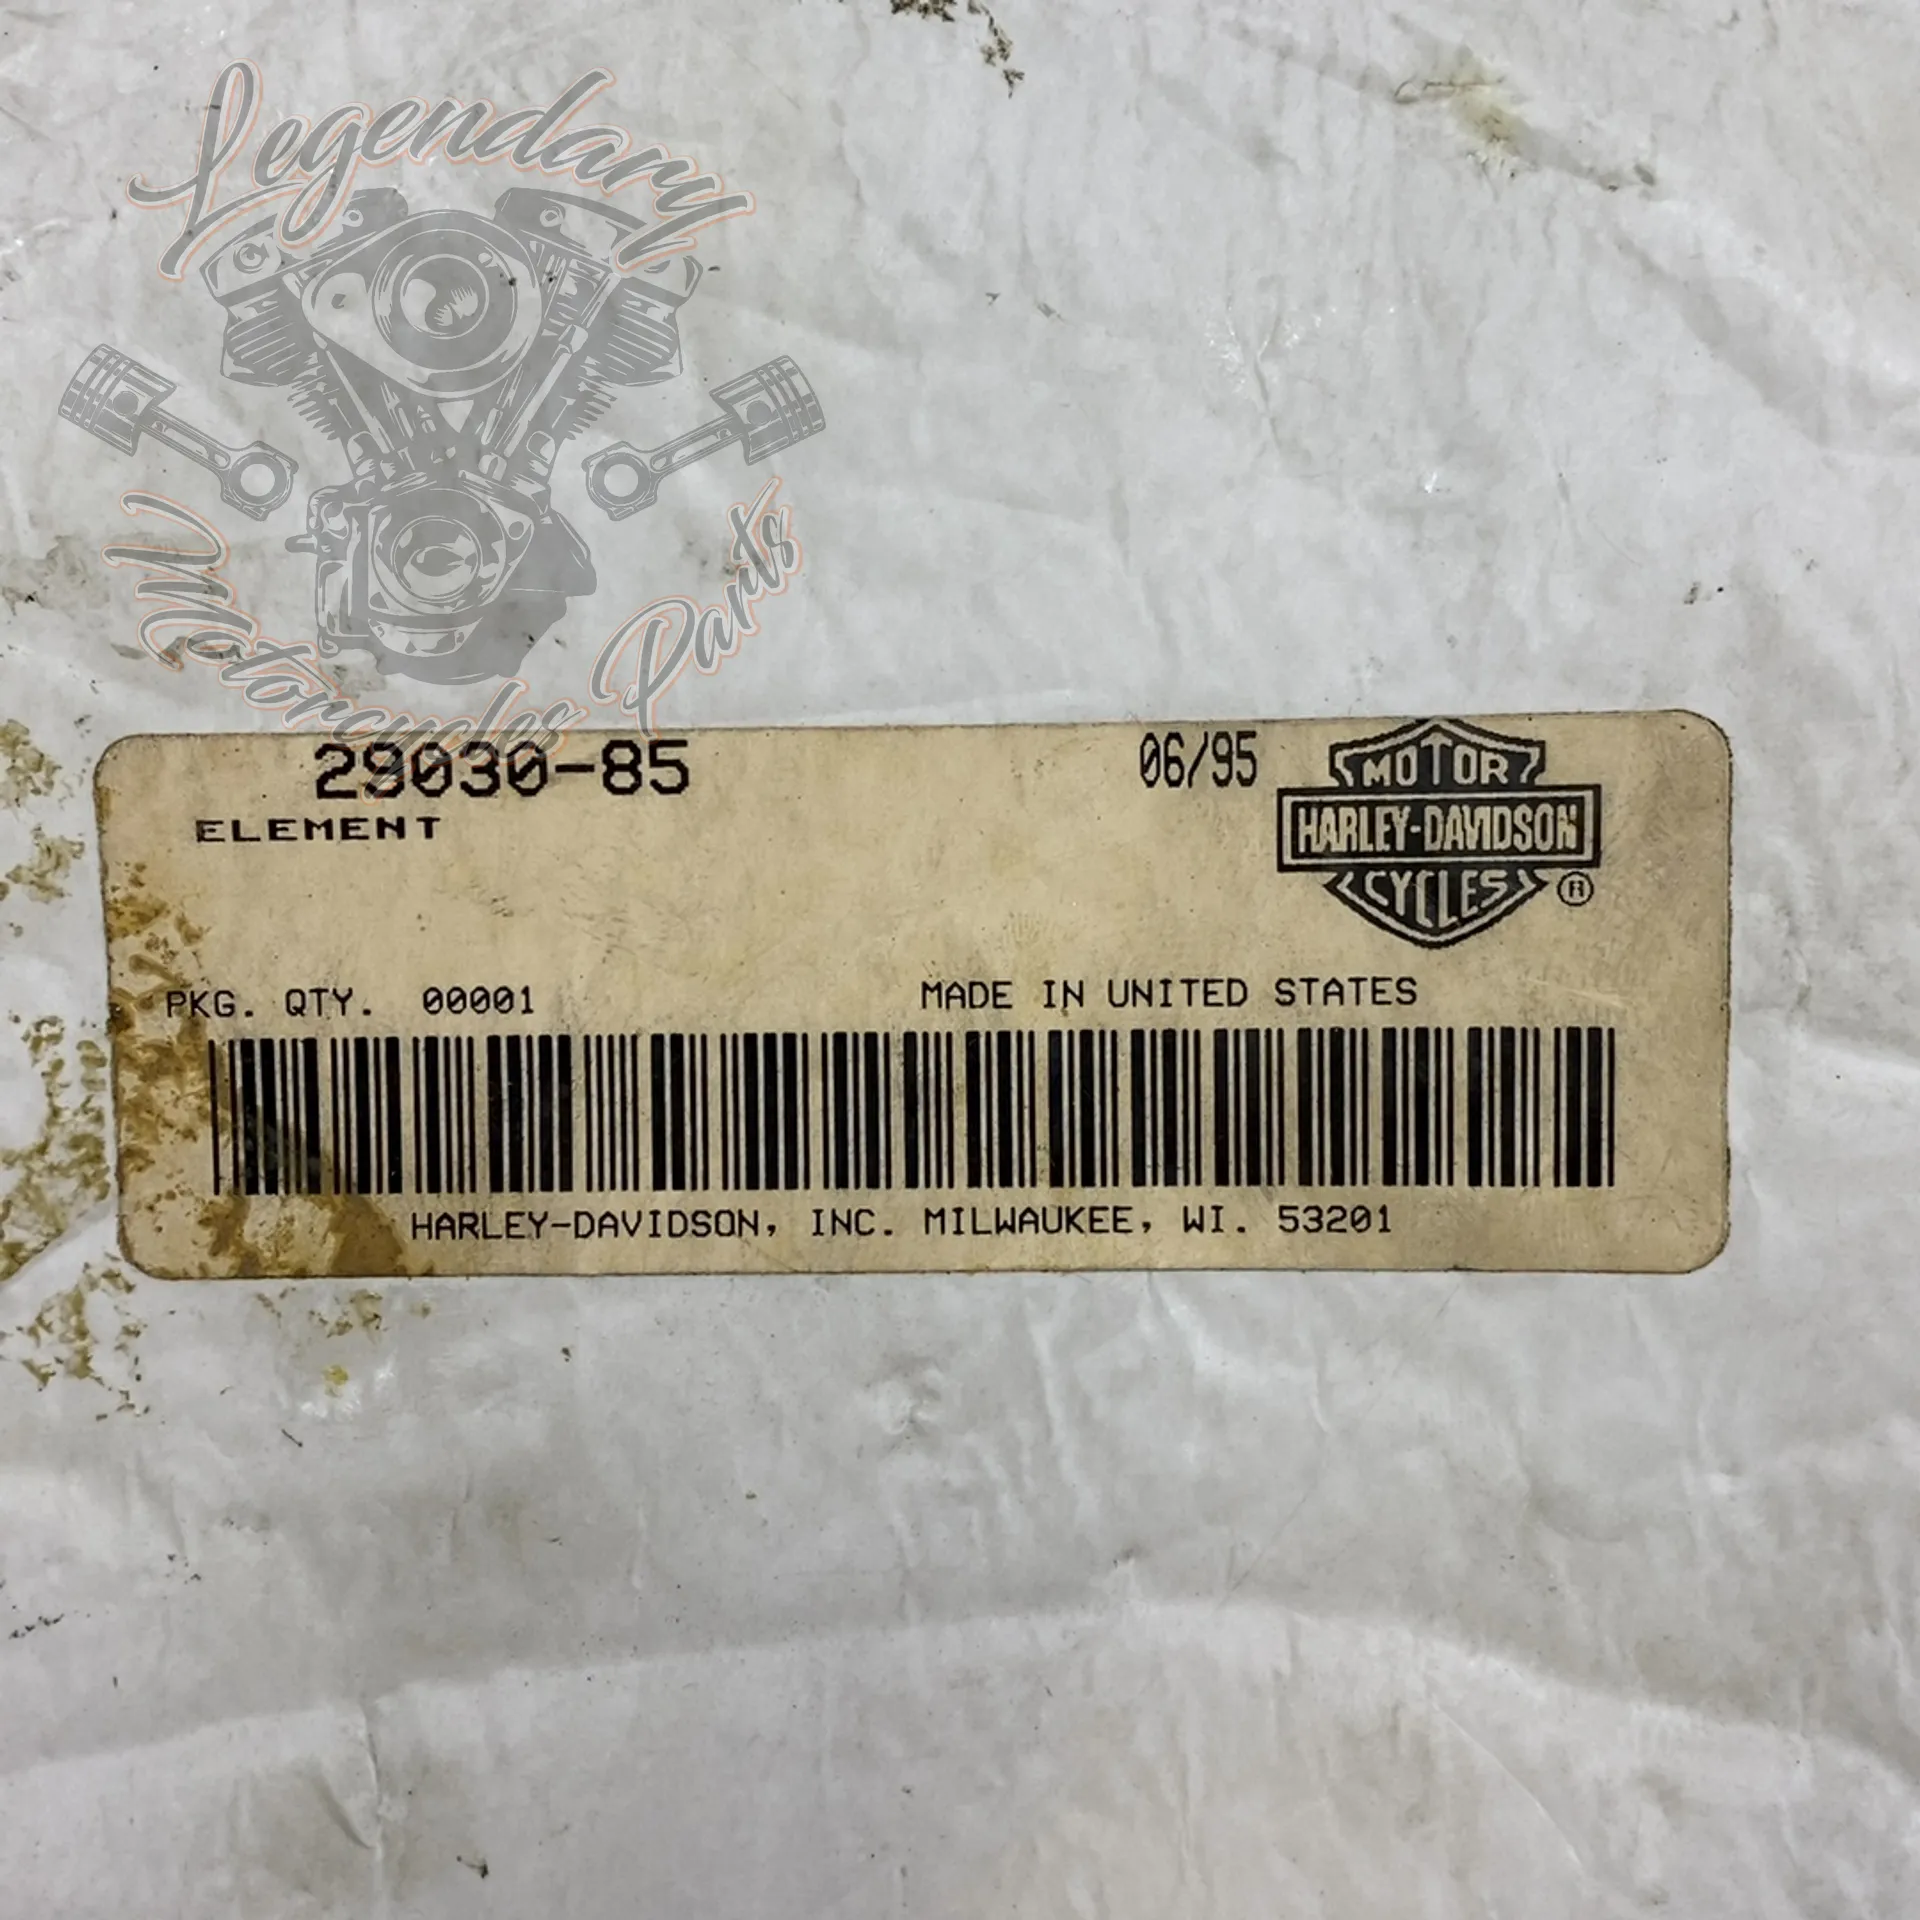 Legendary
Motorcycles Parts
29030-85
06/95
ELEMENT
MOTOR
HARLEY-DAVIDSON
CYCLES
®
PKG. QTY. 00001
MADE IN UNITED STATES
HARLEY-DAVIDSON, INC. MILWAUKEE, WI. 53201